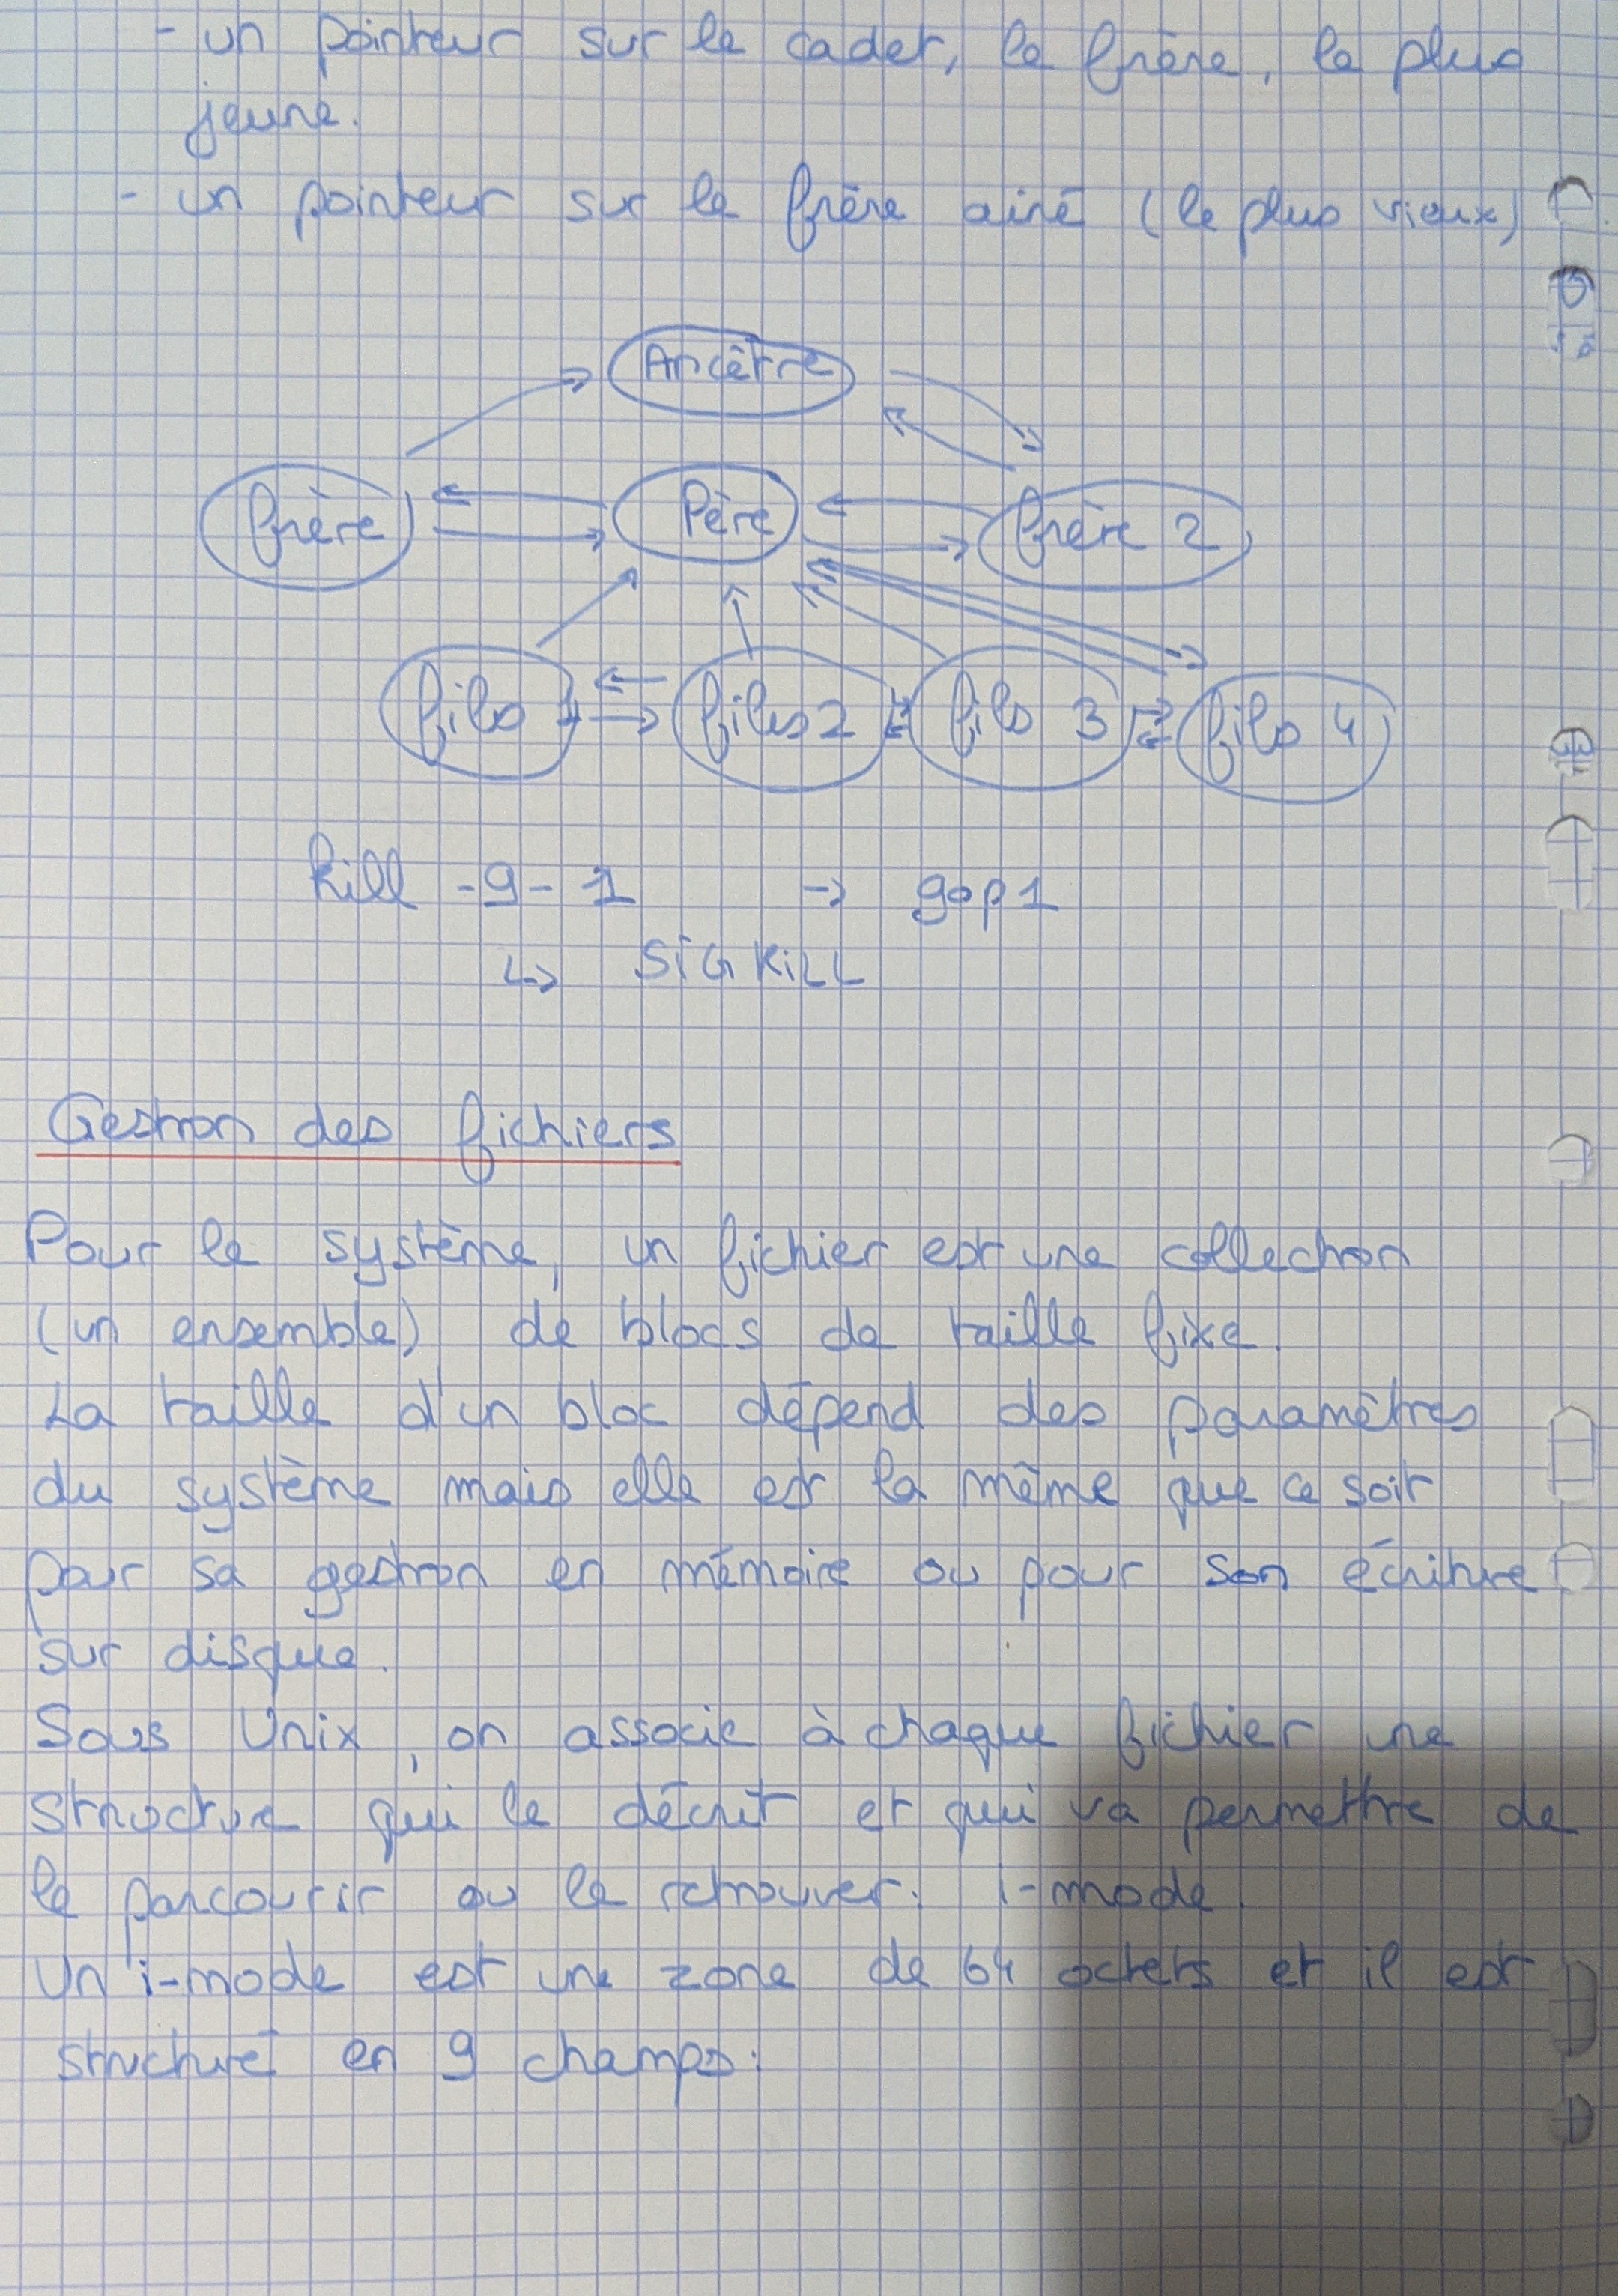 - un pointeur sur le cadet, le frère, le plus
jeune.
- un pointeur sur le frère ainé (le plus vieux)
Ancêtre
frère
Père
frère 2
fils 1
fils 2
fils 3
fils 4
kill -9- 1 -> gop1
↳ SIGKILL
Gestion des fichiers
Pour le système, un fichier est une collection
(un ensemble) de blocs de taille fixe.
La taille d'un bloc dépend des paramètres
du système mais elle est la même que ce soit
pour sa gestion en mémoire ou pour son écriture
sur disque.
Sous Unix, on associe à chaque fichier une
structure qui le décrit et qui va permettre de
le parcourir ou le retrouver: i-mode.
Un i-mode est une zone de 64 octets et il est
structuré en 9 champs: